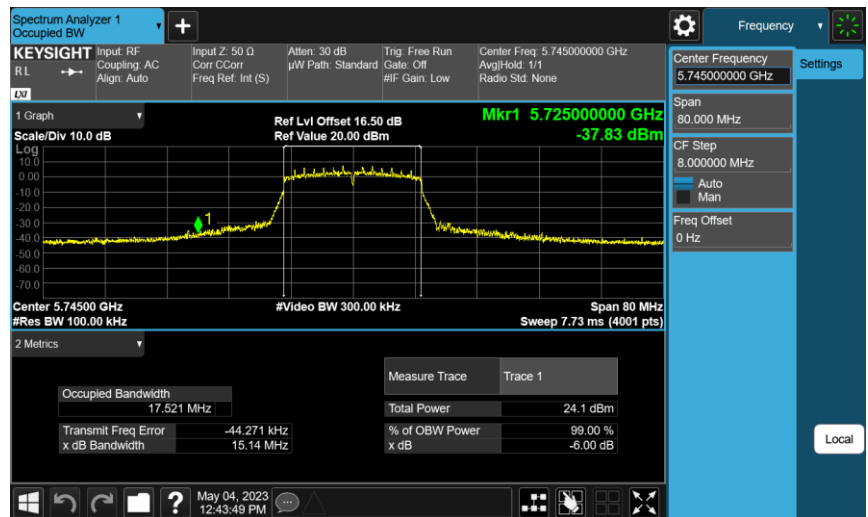 Spectrum Analyzer 1
Occupied BW
Frequency
KEYSIGHT
RL
LXI
Input: RF
Coupling: AC
Align: Auto
Input Z: 50 Ω
Corr CCorr
Freq Ref: Int (S)
Atten: 30 dB
µW Path: Standard
Trig: Free Run
Gate: Off
#IF Gain: Low
Center Freq: 5.745000000 GHz
Avg|Hold: 1/1
Radio Std: None
Center Frequency
5.745000000 GHz
Settings
Span
80.000 MHz
CF Step
8.000000 MHz
Auto
Man
Freq Offset
0 Hz
Local
1 Graph
Scale/Div 10.0 dB
Ref Lvl Offset 16.50 dB
Ref Value 20.00 dBm
Mkr1 5.725000000 GHz
-37.83 dBm
Log
10.0
0.00
-10.0
-20.0
-30.0
-40.0
-50.0
-60.0
-70.0
1
Center 5.74500 GHz
#Res BW 100.00 kHz
#Video BW 300.00 kHz
Span 80 MHz
Sweep 7.73 ms (4001 pts)
2 Metrics
Measure Trace Trace 1
Occupied Bandwidth
17.521 MHz
Total Power 24.1 dBm
Transmit Freq Error -44.271 kHz
% of OBW Power 99.00 %
x dB Bandwidth 15.14 MHz
x dB -6.00 dB
May 04, 2023
12:43:49 PM